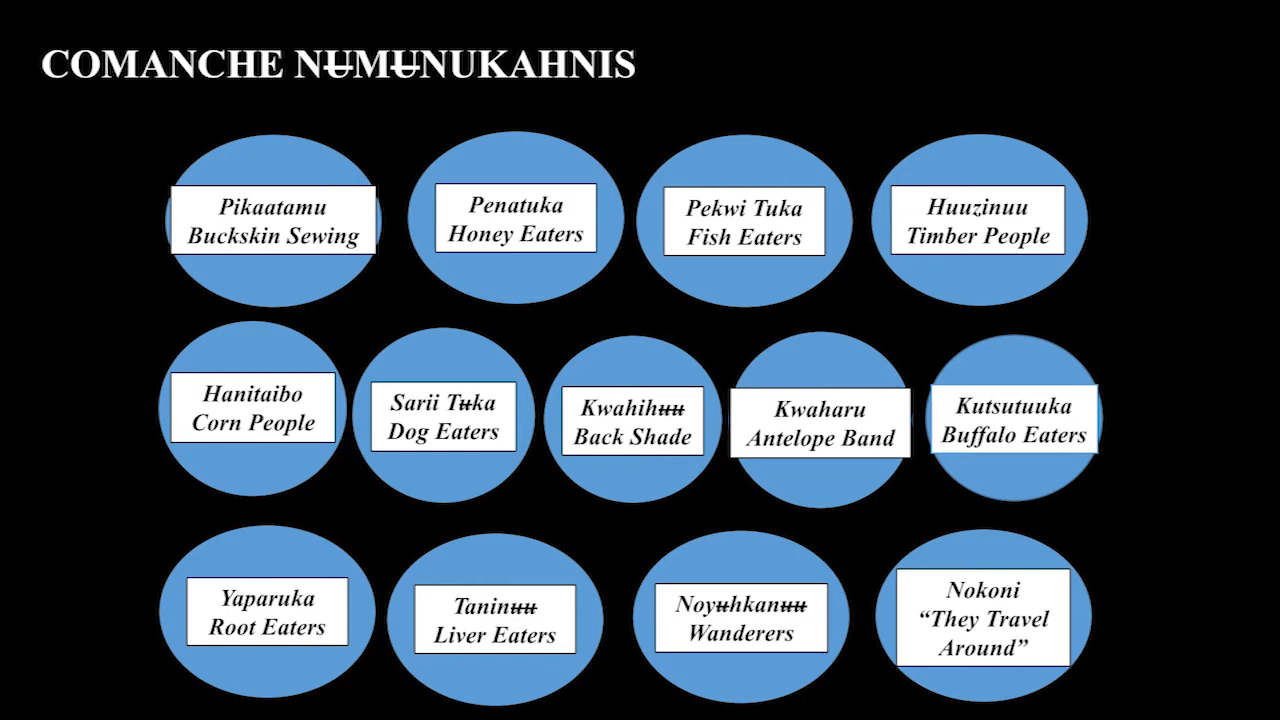 COMANCHE NɄMɄNUKAHNIS
Pikaatamu
Buckskin Sewing
Penatuka
Honey Eaters
Pekwi Tuka
Fish Eaters
Huuzinuu
Timber People
Hanitaibo
Corn People
Sarii Tʉka
Dog Eaters
Kwahihʉʉ
Back Shade
Kwaharu
Antelope Band
Kutsutuuka
Buffalo Eaters
Yaparuka
Root Eaters
Taninʉʉ
Liver Eaters
Noyʉhkanʉʉ
Wanderers
Nokoni
“They Travel
Around”